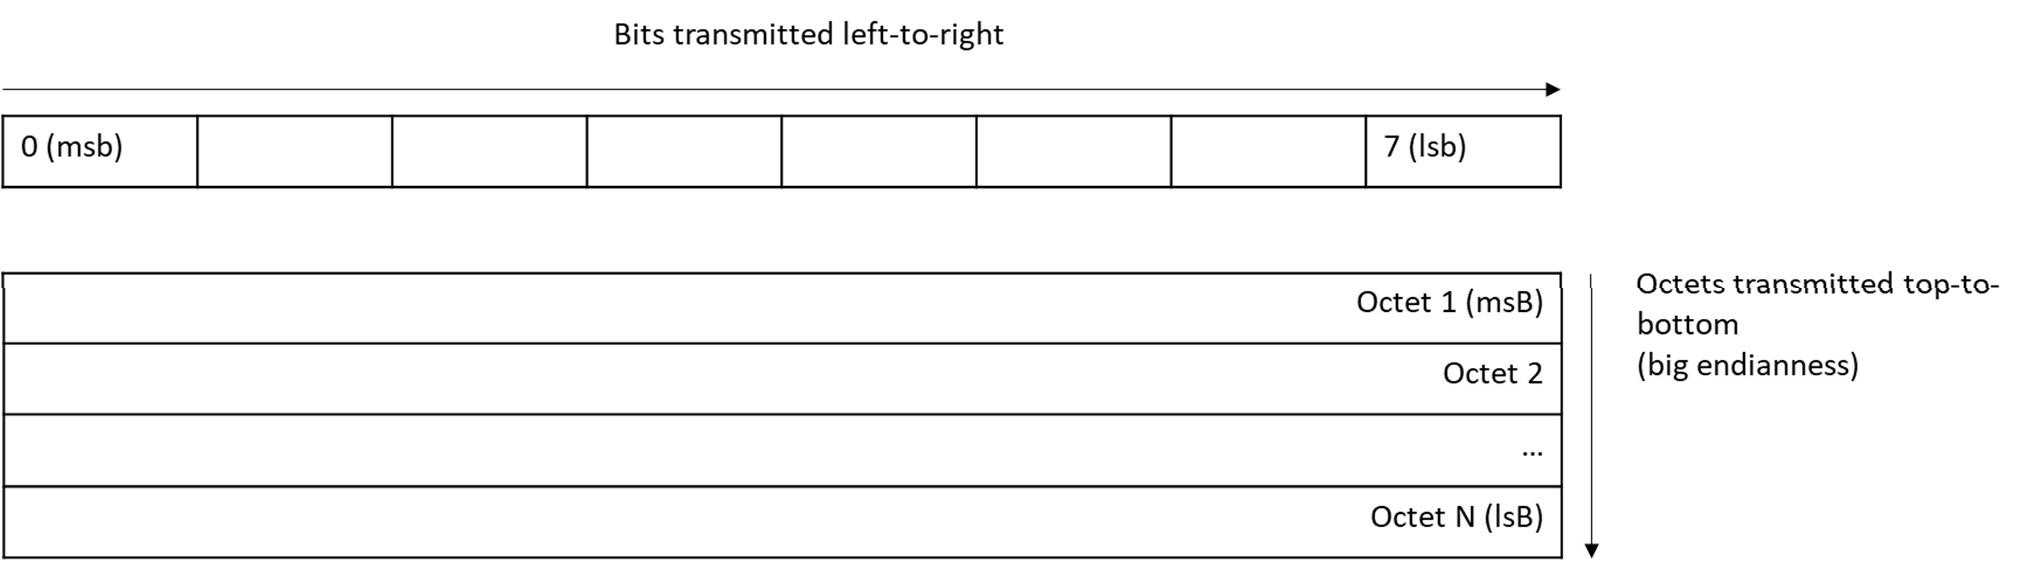 Bits transmitted left-to-right
0 (msb)
7 (lsb)
Octet 1 (msB)
Octet 2
...
Octet N (lsB)
Octets transmitted top-to-
bottom
(big endianness)